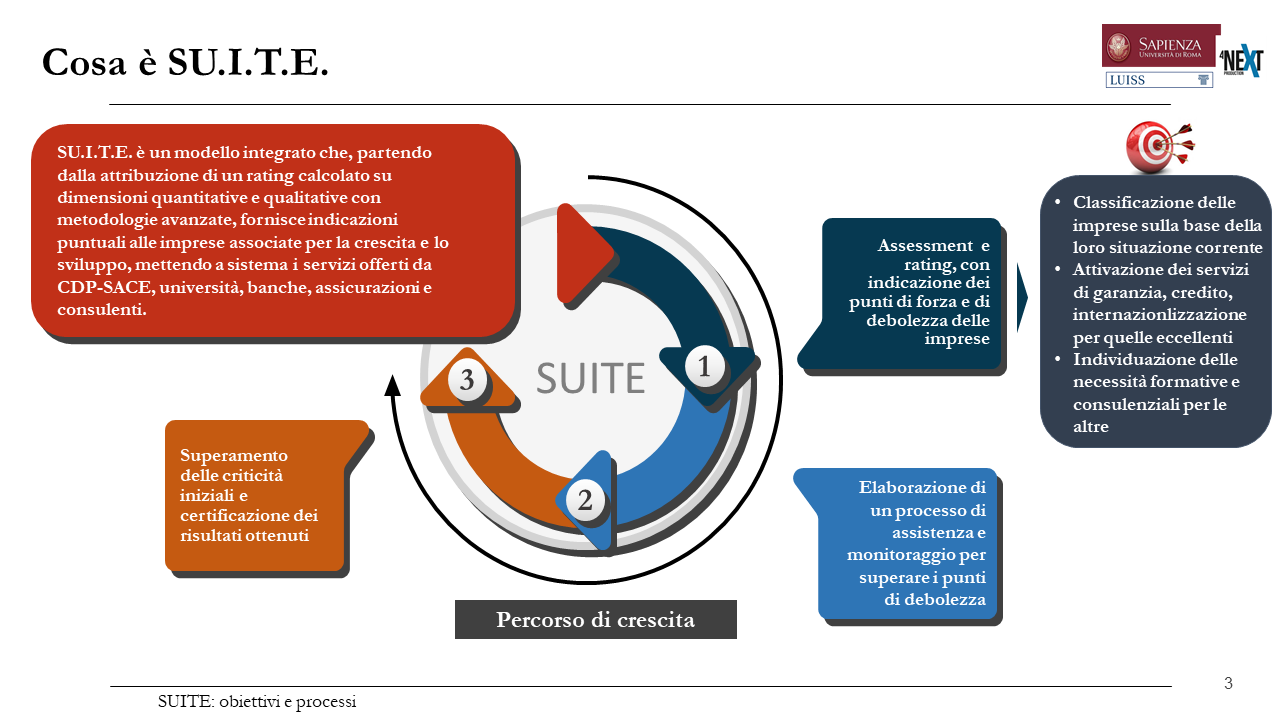 Cosa è SU.I.T.E.
SAPIENZA
UNIVERSITÀ DI ROMA
LUISS
4NEXT
PRODUCTION
SU.I.T.E. è un modello integrato che, partendo
dalla attribuzione di un rating calcolato su
dimensioni quantitative e qualitative con
metodologie avanzate, fornisce indicazioni
puntuali alle imprese associate per la crescita e lo
sviluppo, mettendo a sistema i servizi offerti da
CDP-SACE, università, banche, assicurazioni e
consulenti.
Assessment e
rating, con
indicazione dei
punti di forza e di
debolezza delle
imprese
• Classificazione delle
imprese sulla base della
loro situazione corrente
• Attivazione dei servizi
di garanzia, credito,
internazionlizzazione
per quelle eccellenti
• Individuazione delle
necessità formative e
consulenziali per le
altre
SUITE
1
2
3
Superamento
delle criticità
iniziali e
certificazione dei
risultati ottenuti
Elaborazione di
un processo di
assistenza e
monitoraggio per
superare i punti
di debolezza
Percorso di crescita
SUITE: obiettivi e processi
3